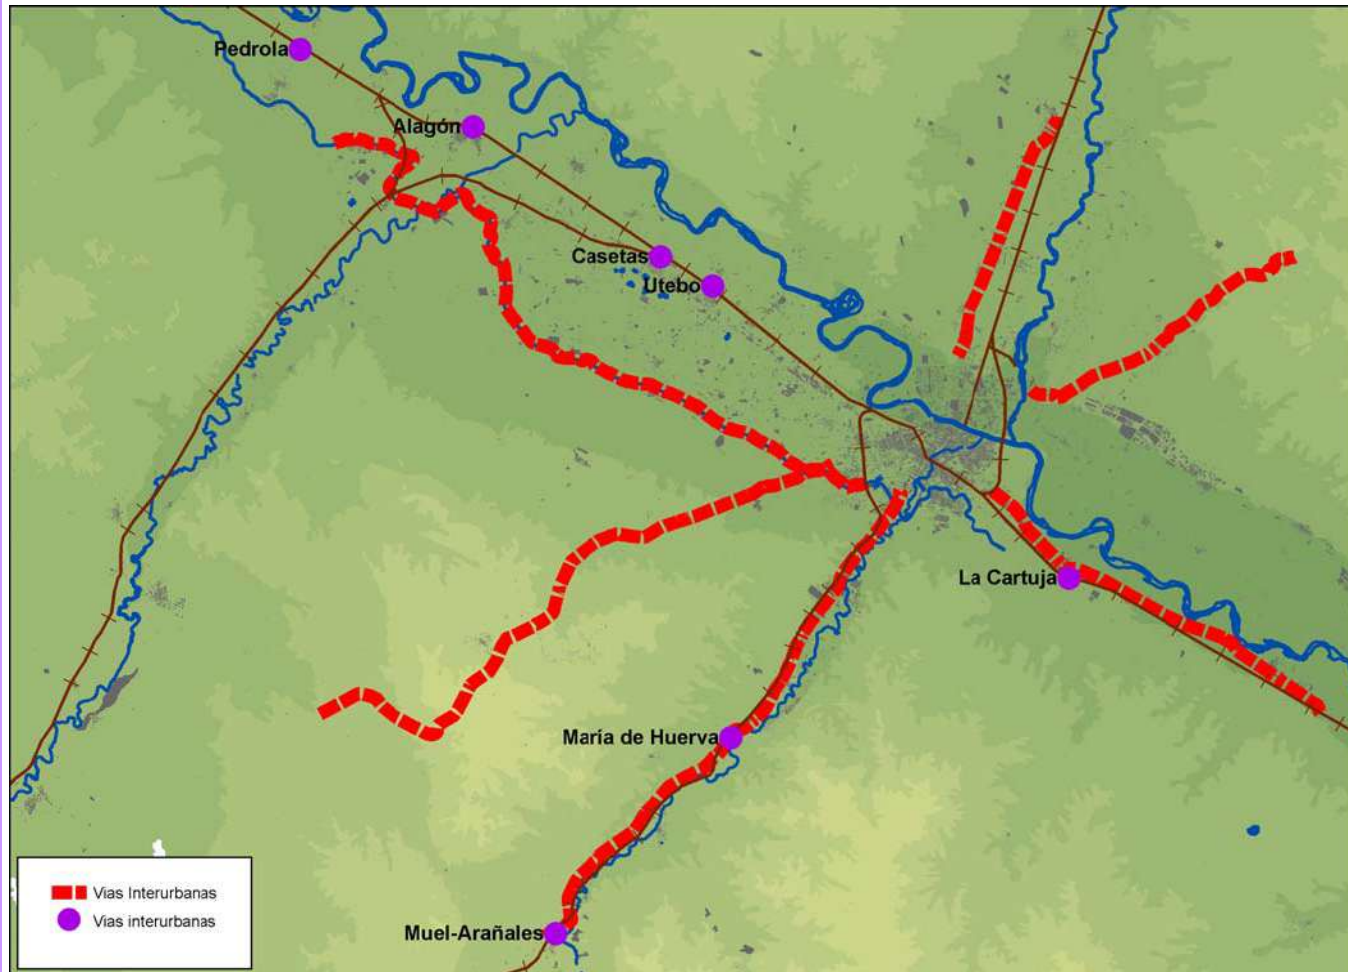 Pedrola
Alagón
Casetas
Utebo
La Cartuja
María de Huerva
Muel-Arañales
Vias Interurbanas
Vias interurbanas